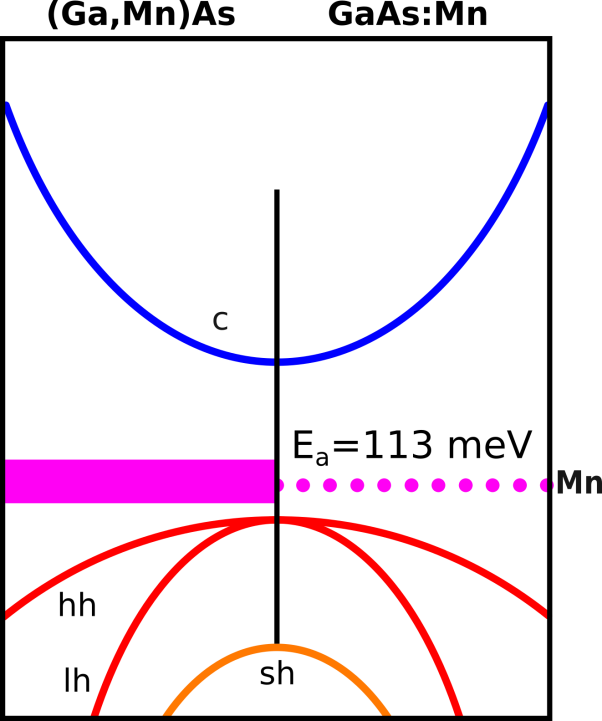 (Ga,Mn)As GaAs:Mn
c
Eₐ=113 meV
Mn
hh
lh
sh